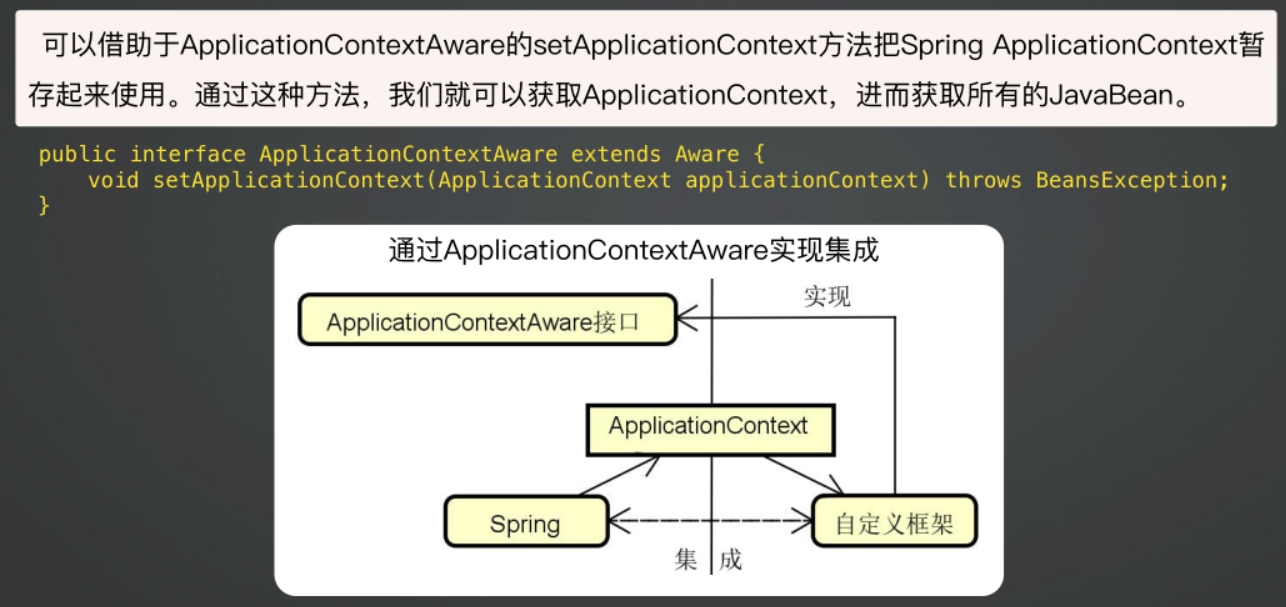 可以借助于ApplicationContextAware的setApplicationContext方法把Spring ApplicationContext暂
存起来使用。通过这种方法，我们就可以获取ApplicationContext，进而获取所有的JavaBean。
public interface ApplicationContextAware extends Aware {
    void setApplicationContext(ApplicationContext applicationContext) throws BeansException;
}
通过ApplicationContextAware实现集成
实现
ApplicationContextAware接口
ApplicationContext
Spring
自定义框架
集 成